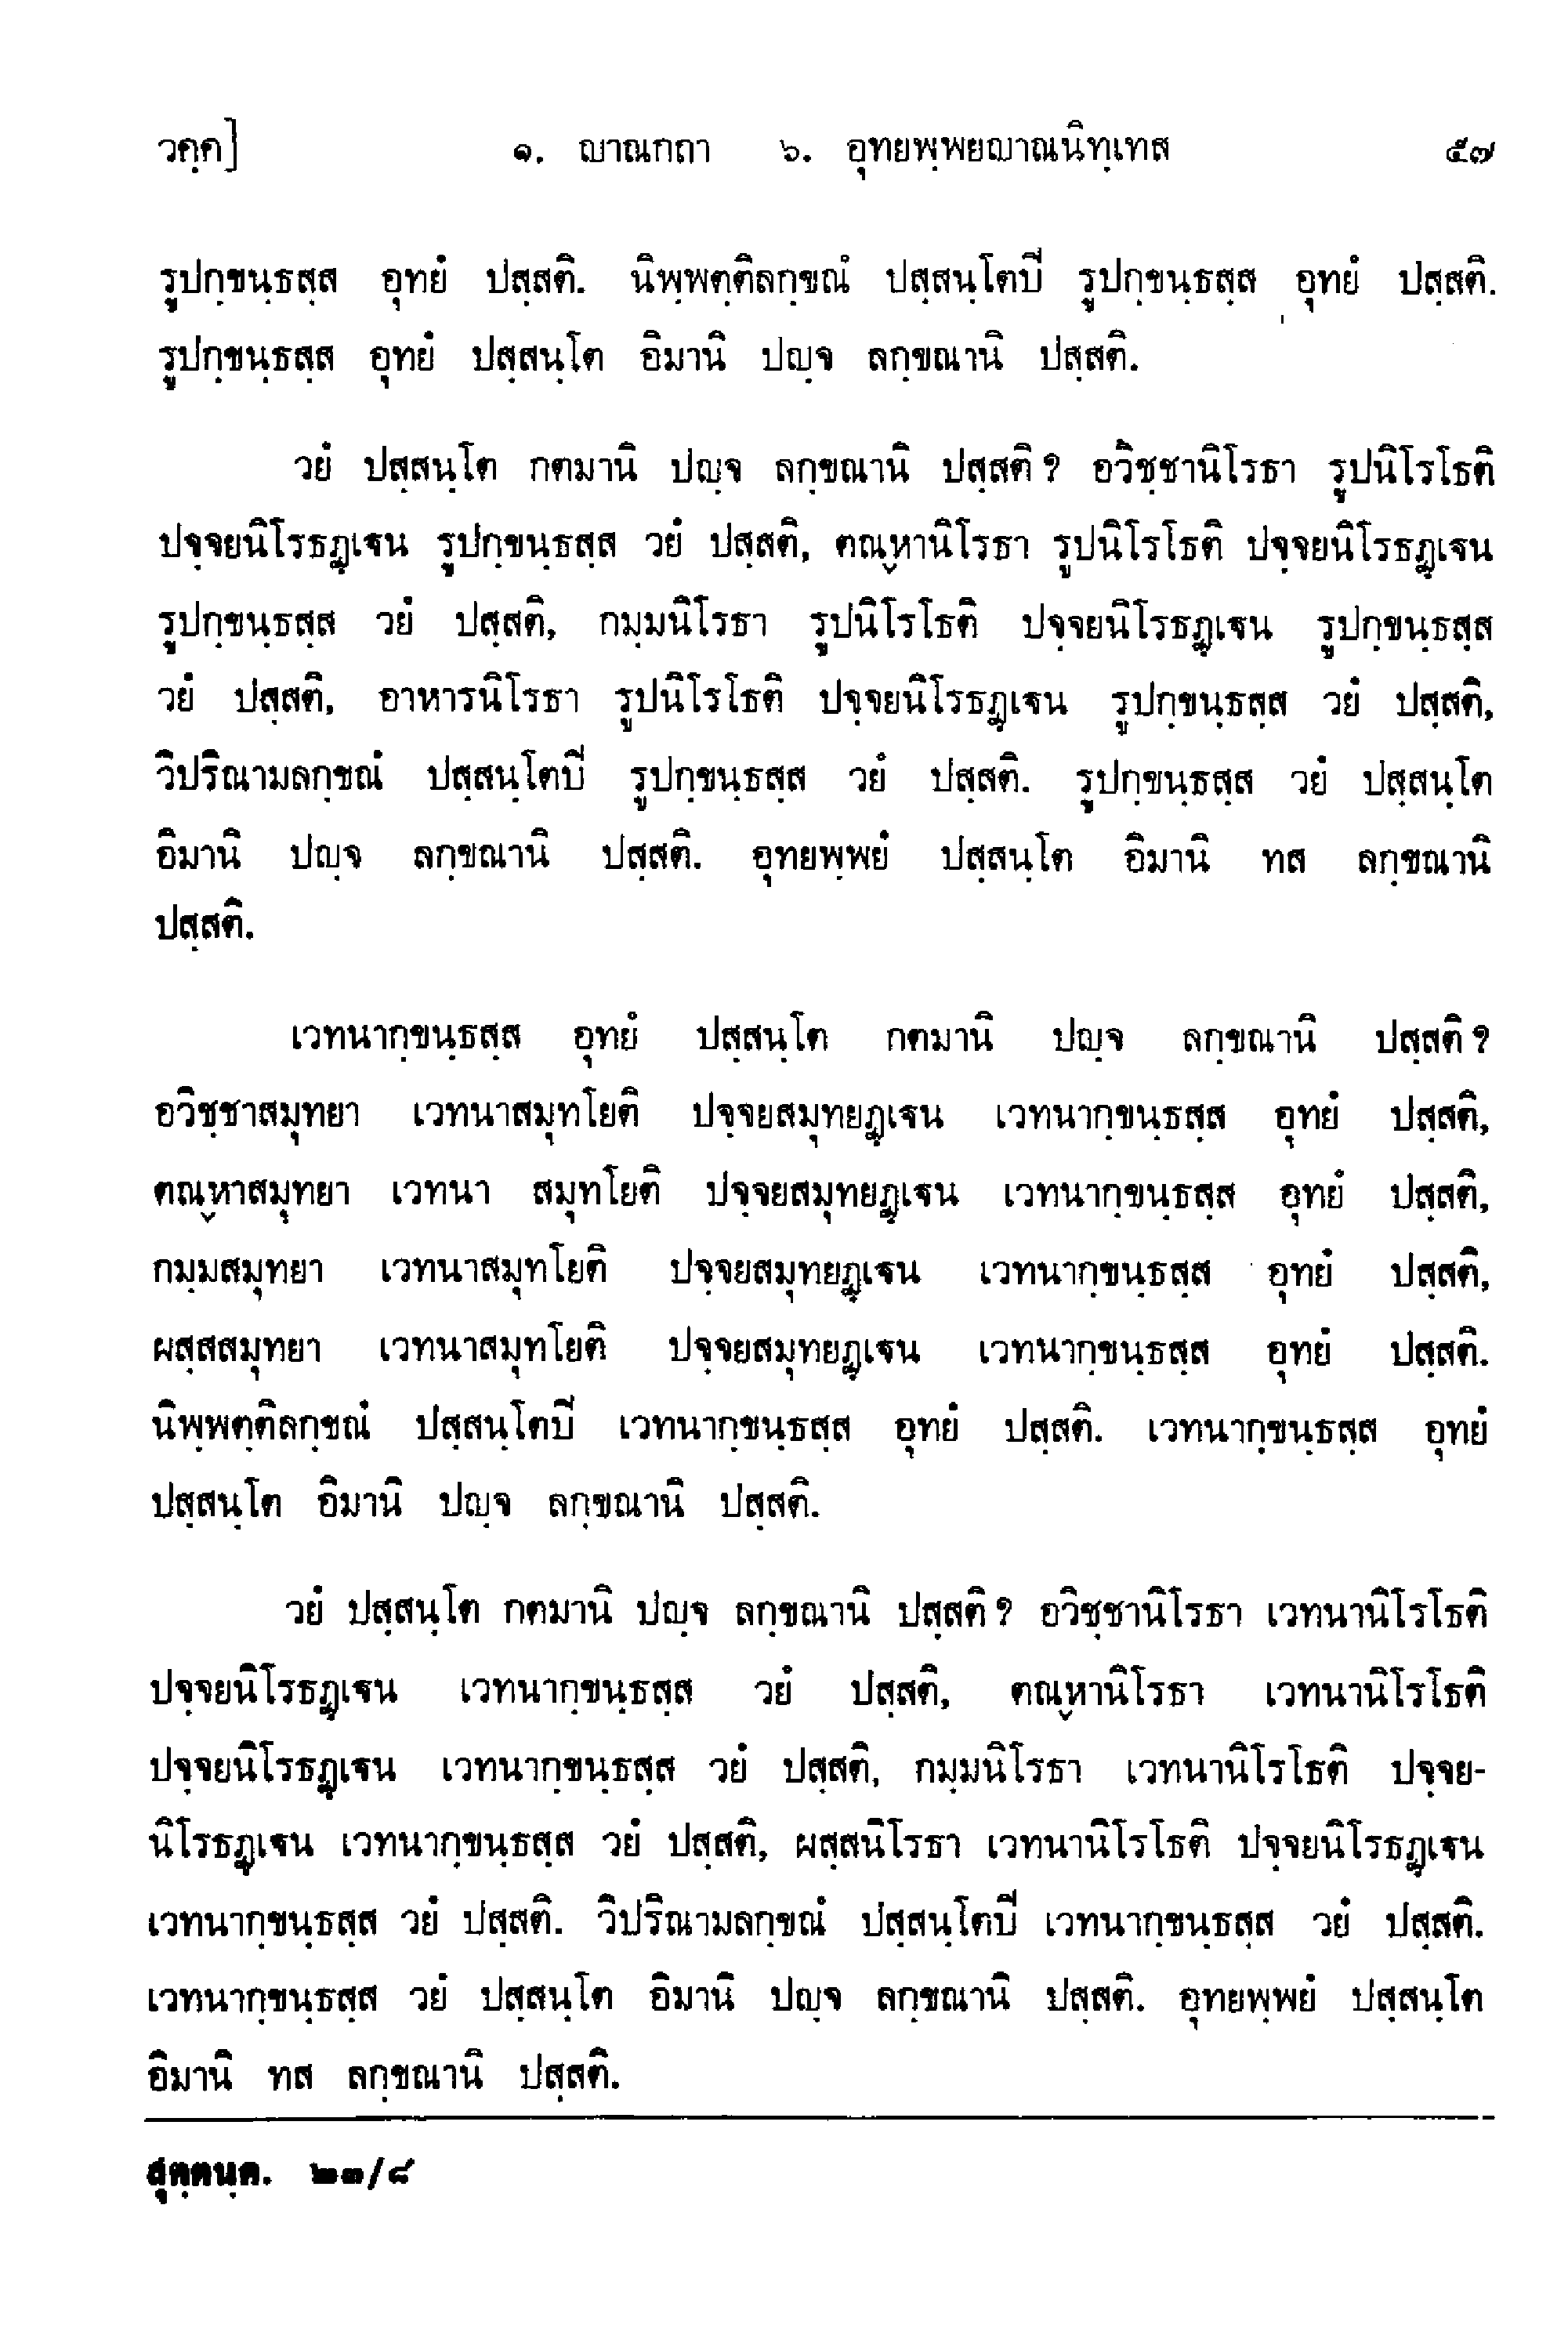 วคฺค]	๑. ญาณกถา ๖. อุทยพฺพยญาณนิทฺเทส	๕๗
รูปกฺขนฺธสฺส อุทยํ ปสฺสติ. นิพฺพตฺติลกฺขณํ ปสฺสนฺโตปิ รูปกฺขนฺธสฺส อุทยํ ปสฺสติ.
รูปกฺขนฺธสฺส อุทยํ ปสฺสนฺโต อิมานิ ปญฺจ ลกฺขณานิ ปสฺสติ.
วยํ ปสฺสนฺโต กตมานิ ปญฺจ ลกฺขณานิ ปสฺสติ ? อวิชฺชานิโรธา รูปนิโรโธติ
ปจฺจยนิโรธฏฺเฐน รูปกฺขนฺธสฺส วยํ ปสฺสติ, ตณฺหานิโรธา รูปนิโรโธติ ปจฺจยนิโรธฏฺเฐน
รูปกฺขนฺธสฺส วยํ ปสฺสติ, กมฺมนิโรธา รูปนิโรโธติ ปจฺจยนิโรธฏฺเฐน รูปกฺขนฺธสฺส
วยํ ปสฺสติ, อาหารนิโรธา รูปนิโรโธติ ปจฺจยนิโรธฏฺเฐน รูปกฺขนฺธสฺส วยํ ปสฺสติ,
วิปริณามลกฺขณํ ปสฺสนฺโตปิ รูปกฺขนฺธสฺส วยํ ปสฺสติ. รูปกฺขนฺธสฺส วยํ ปสฺสนฺโต
อิมานิ ปญฺจ ลกฺขณานิ ปสฺสติ. อุทยพฺพยํ ปสฺสนฺโต อิมานิ ทส ลกฺขณานิ
ปสฺสติ.
เวทนากฺขนฺธสฺส อุทยํ ปสฺสนฺโต กตมานิ ปญฺจ ลกฺขณานิ ปสฺสติ ?
อวิชฺชาสมุทยา เวทนาสมุทโยติ ปจฺจยสมุทยฏฺเฐน เวทนากฺขนฺธสฺส อุทยํ ปสฺสติ,
ตณฺหาสมุทยา เวทนา สมุทโยติ ปจฺจยสมุทยฏฺเฐน เวทนากฺขนฺธสฺส อุทยํ ปสฺสติ,
กมฺมสมุทยา เวทนาสมุทโยติ ปจฺจยสมุทยฏฺเฐน เวทนากฺขนฺธสฺส อุทยํ ปสฺสติ,
ผสฺสสมุทยา เวทนาสมุทโยติ ปจฺจยสมุทยฏฺเฐน เวทนากฺขนฺธสฺส อุทยํ ปสฺสติ.
นิพฺพตฺติลกฺขณํ ปสฺสนฺโตปิ เวทนากฺขนฺธสฺส อุทยํ ปสฺสติ. เวทนากฺขนฺธสฺส อุทยํ
ปสฺสนฺโต อิมานิ ปญฺจ ลกฺขณานิ ปสฺสติ.
วยํ ปสฺสนฺโต กตมานิ ปญฺจ ลกฺขณานิ ปสฺสติ ? อวิชฺชานิโรธา เวทนานิโรโธติ
ปจฺจยนิโรธฏฺเฐน เวทนากฺขนฺธสฺส วยํ ปสฺสติ, ตณฺหานิโรธา เวทนานิโรโธติ
ปจฺจยนิโรธฏฺเฐน เวทนากฺขนฺธสฺส วยํ ปสฺสติ, กมฺมนิโรธา เวทนานิโรโธติ ปจฺจย-
นิโรธฏฺเฐน เวทนากฺขนฺธสฺส วยํ ปสฺสติ, ผสฺสนิโรธา เวทนานิโรโธติ ปจฺจยนิโรธฏฺเฐน
เวทนากฺขนฺธสฺส วยํ ปสฺสติ. วิปริณามลกฺขณํ ปสฺสนฺโตปิ เวทนากฺขนฺธสฺส วยํ ปสฺสติ.
เวทนากฺขนฺธสฺส วยํ ปสฺสนฺโต อิมานิ ปญฺจ ลกฺขณานิ ปสฺสติ. อุทยพฺพยํ ปสฺสนฺโต
อิมานิ ทส ลกฺขณานิ ปสฺสติ.
สุตฺตนฺต. ๒๓/๘